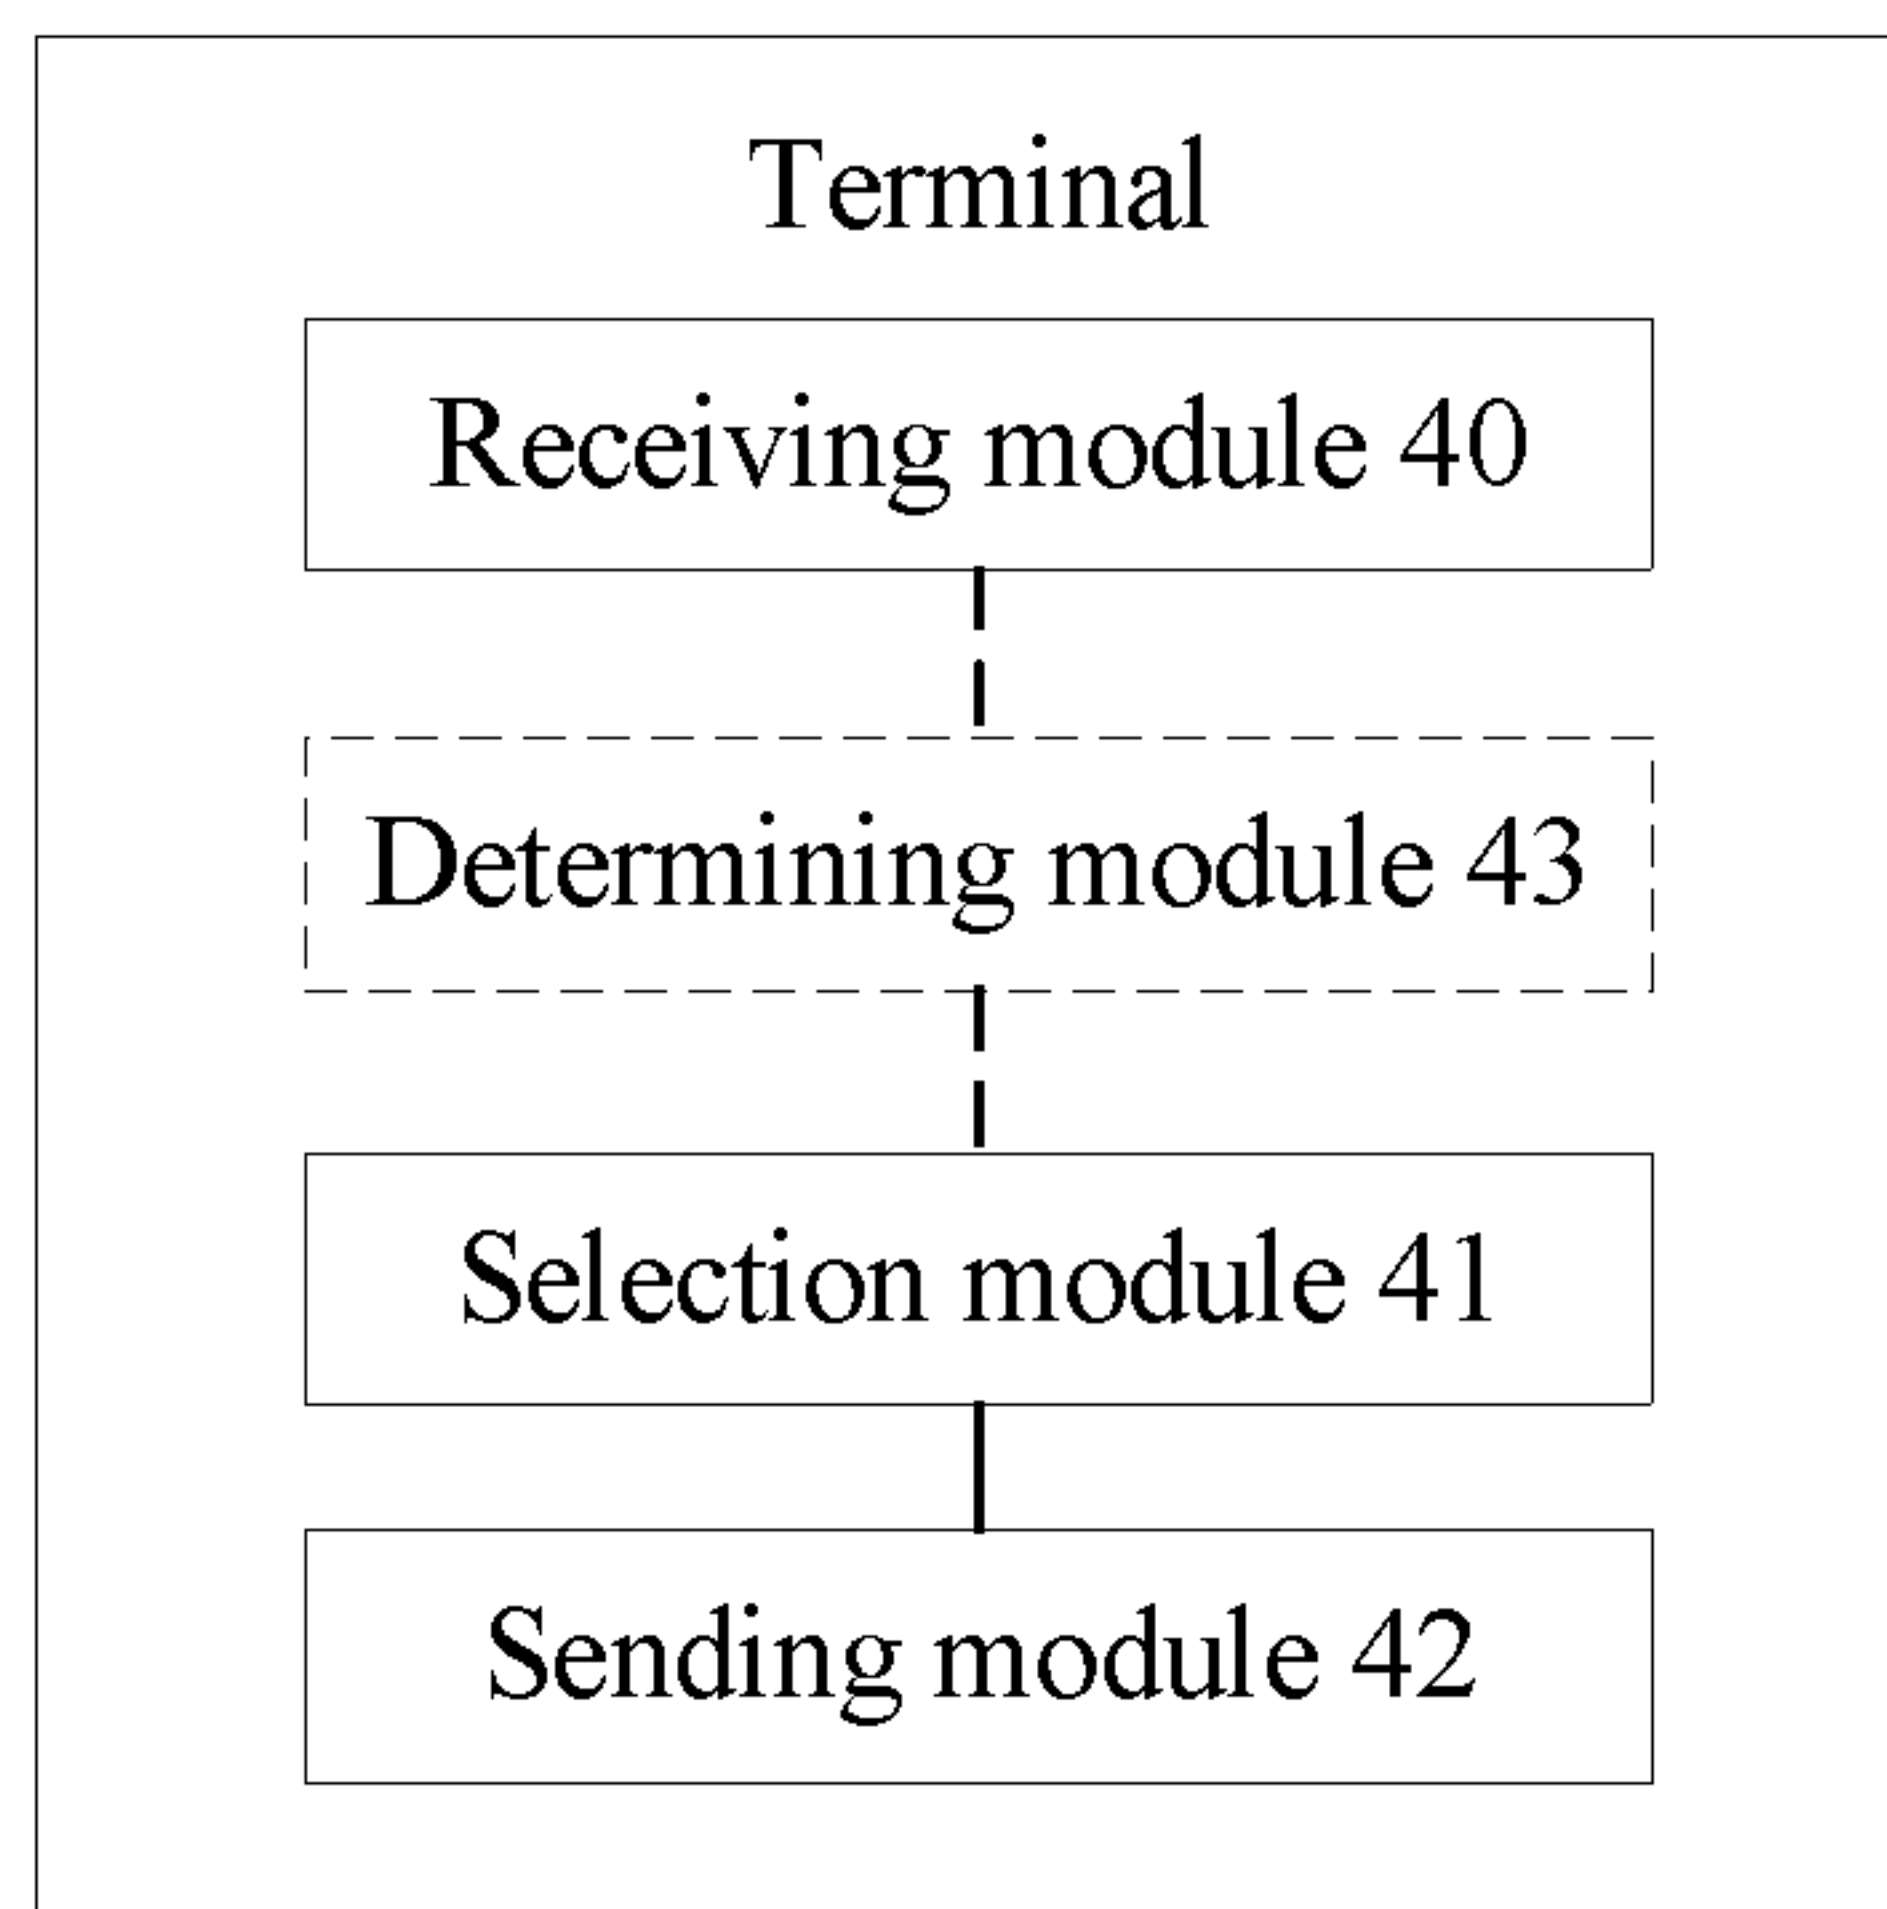 Terminal
Receiving module 40
Determining module 43
Selection module 41
Sending module 42